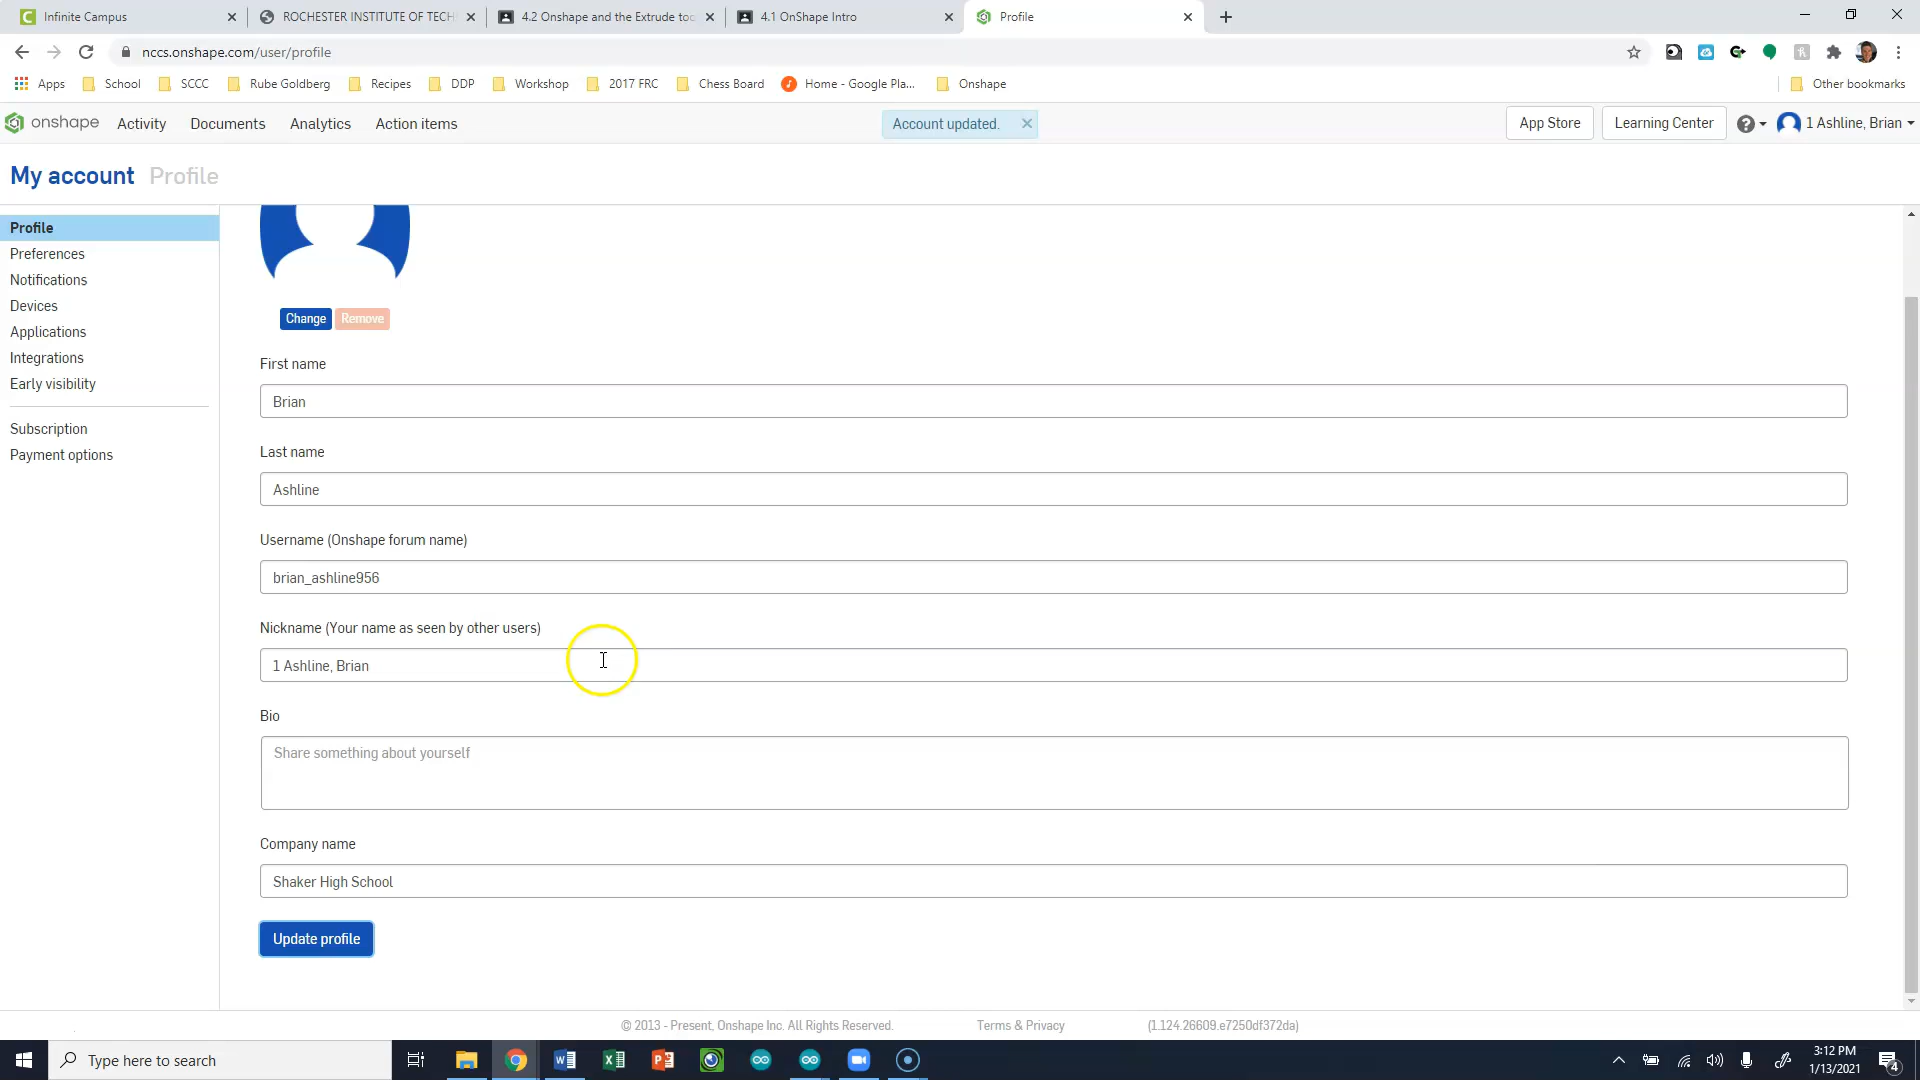 Infinite Campus
ROCHESTER INSTITUTE OF TECH
4.2 Onshape and the Extrude too
4.1 OnShape Intro
Profile
nccs.onshape.com/user/profile
Apps
School
SCCC
Rube Goldberg
Recipes
DDP
Workshop
2017 FRC
Chess Board
Home - Google Pla...
Onshape
Other bookmarks
onshape
Activity
Documents
Analytics
Action items
Account updated.
App Store
Learning Center
1 Ashline, Brian
My account Profile
Profile
Preferences
Notifications
Devices
Applications
Integrations
Early visibility
Subscription
Payment options
Change
Remove
First name
Brian
Last name
Ashline
Username (Onshape forum name)
brian_ashline956
Nickname (Your name as seen by other users)
1 Ashline, Brian
Bio
Share something about yourself
Company name
Shaker High School
Update profile
© 2013 - Present, Onshape Inc. All Rights Reserved.
Terms & Privacy
(1.124.26609.e7250df372da)
Type here to search
3:12 PM
1/13/2021
4